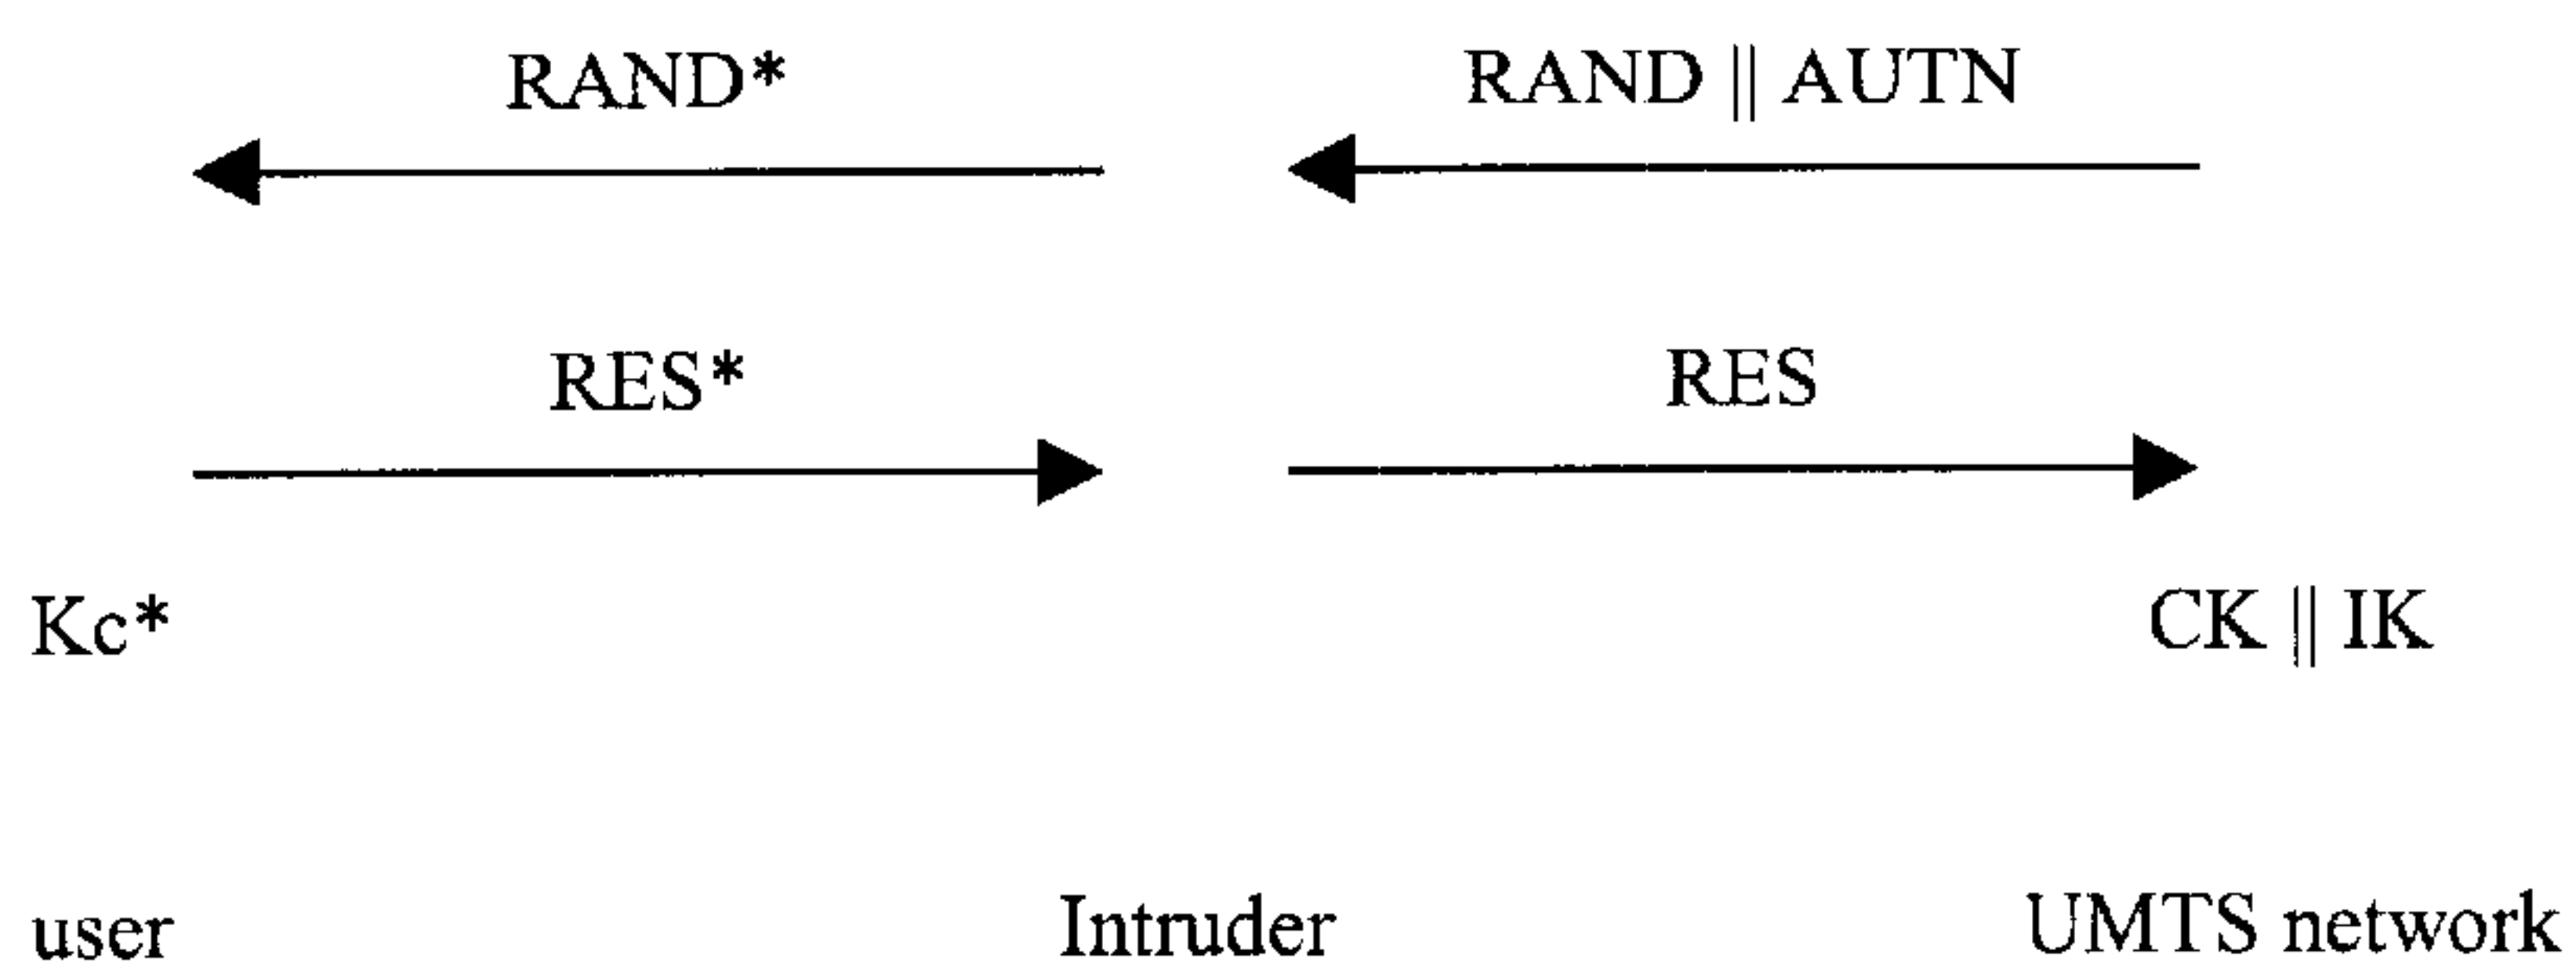 RAND* RAND || AUTN
RES* RES
Kc* CK || IK
user Intruder UMTS network